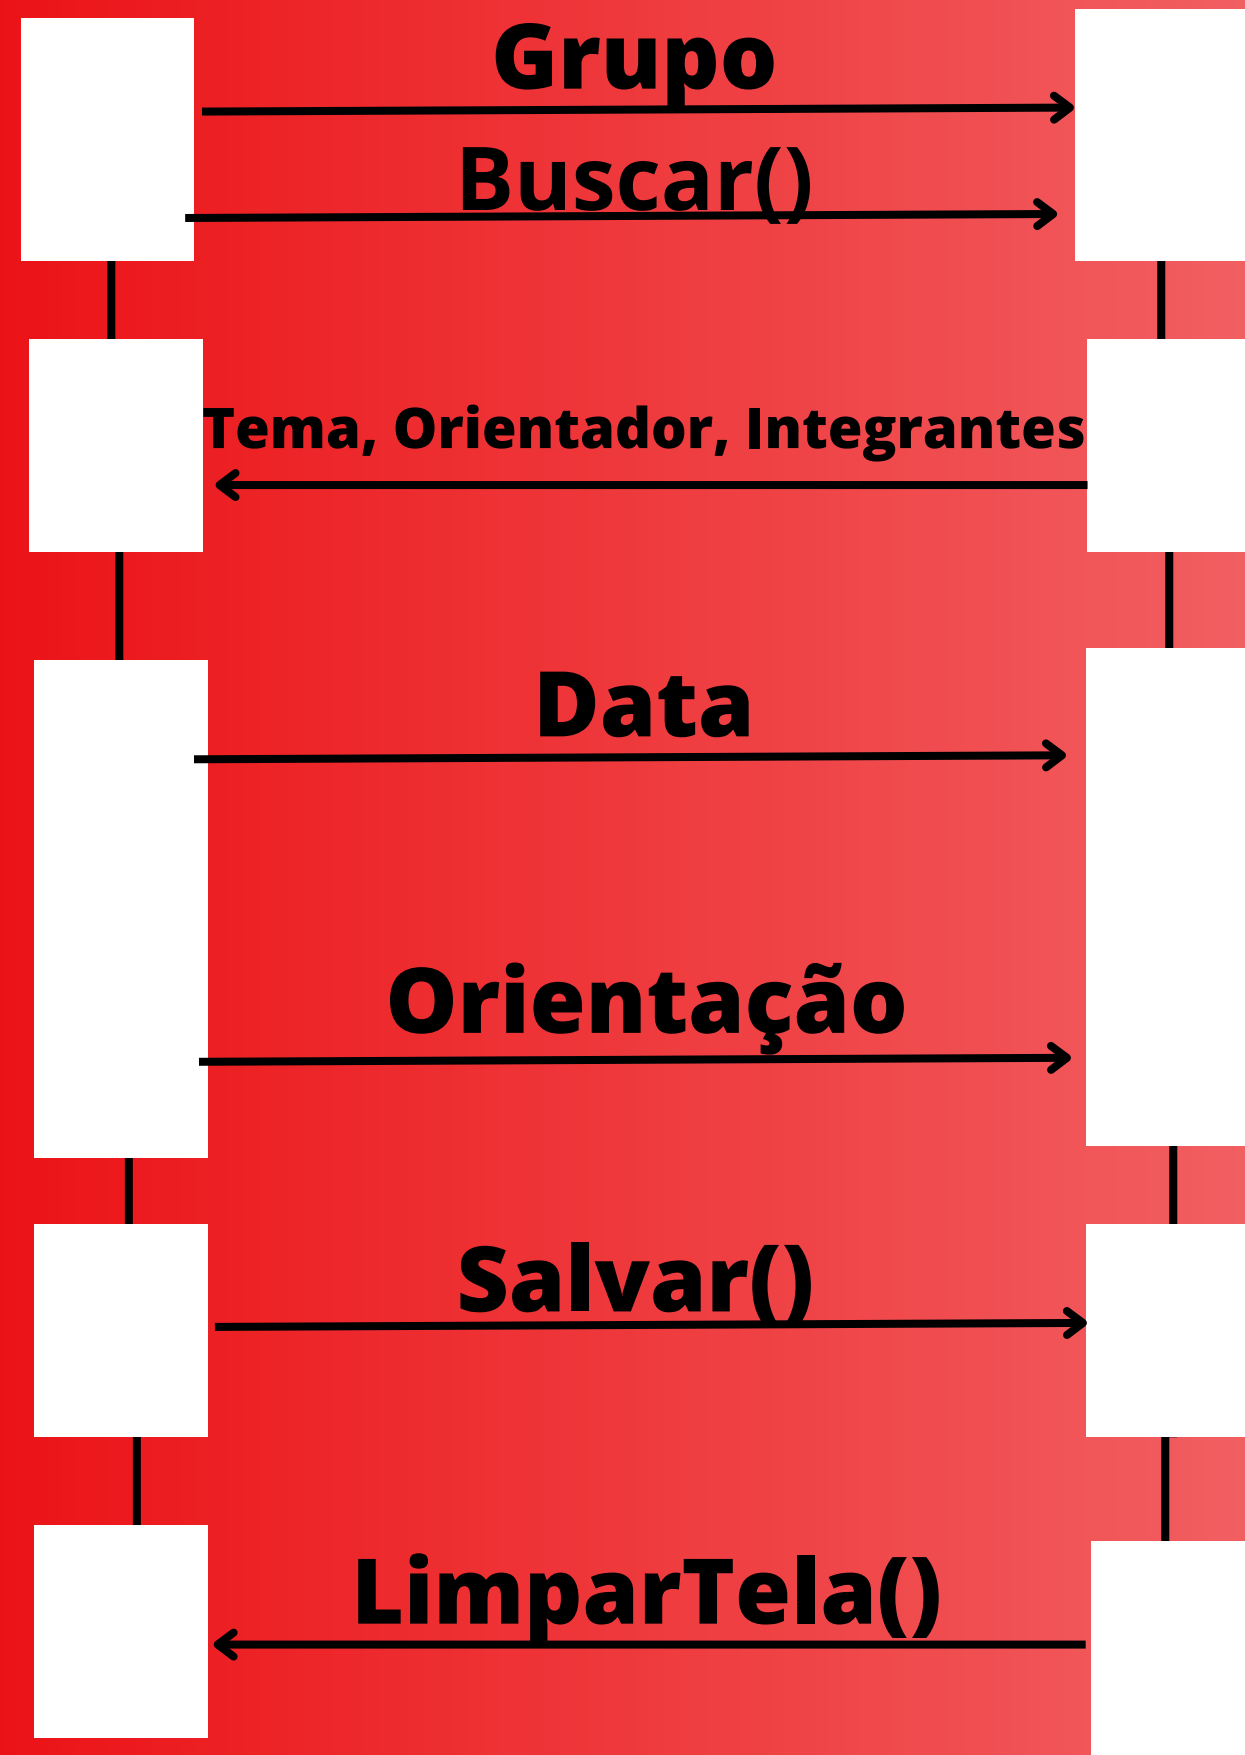 Grupo
Buscar()
Tema, Orientador, Integrantes
Data
Orientação
Salvar()
LimparTela()